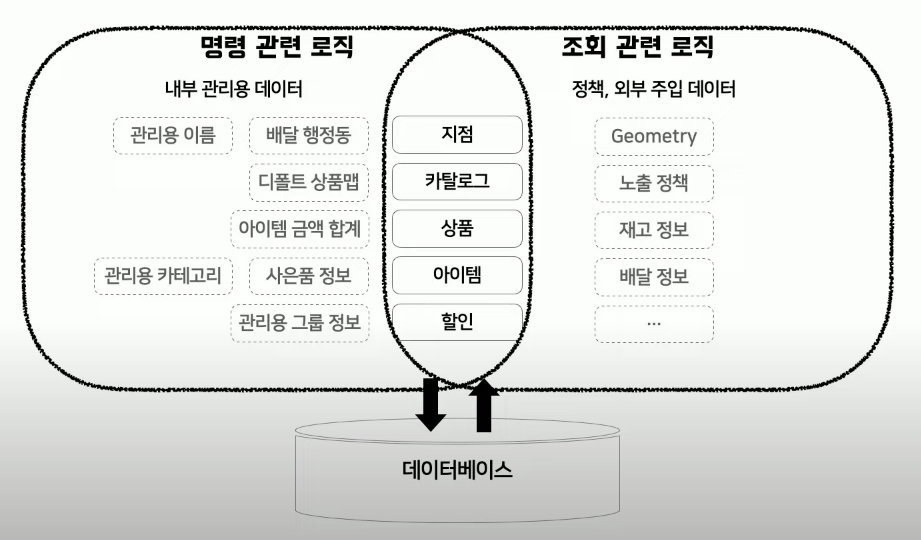 명령 관련 로직
조회 관련 로직
내부 관리용 데이터
정책, 외부 주입 데이터
관리용 이름
배달 행정동
지점
Geometry
디폴트 상품맵
카탈로그
노출 정책
아이템 금액 합계
상품
재고 정보
관리용 카테고리
사은품 정보
아이템
배달 정보
관리용 그룹 정보
할인
...
데이터베이스